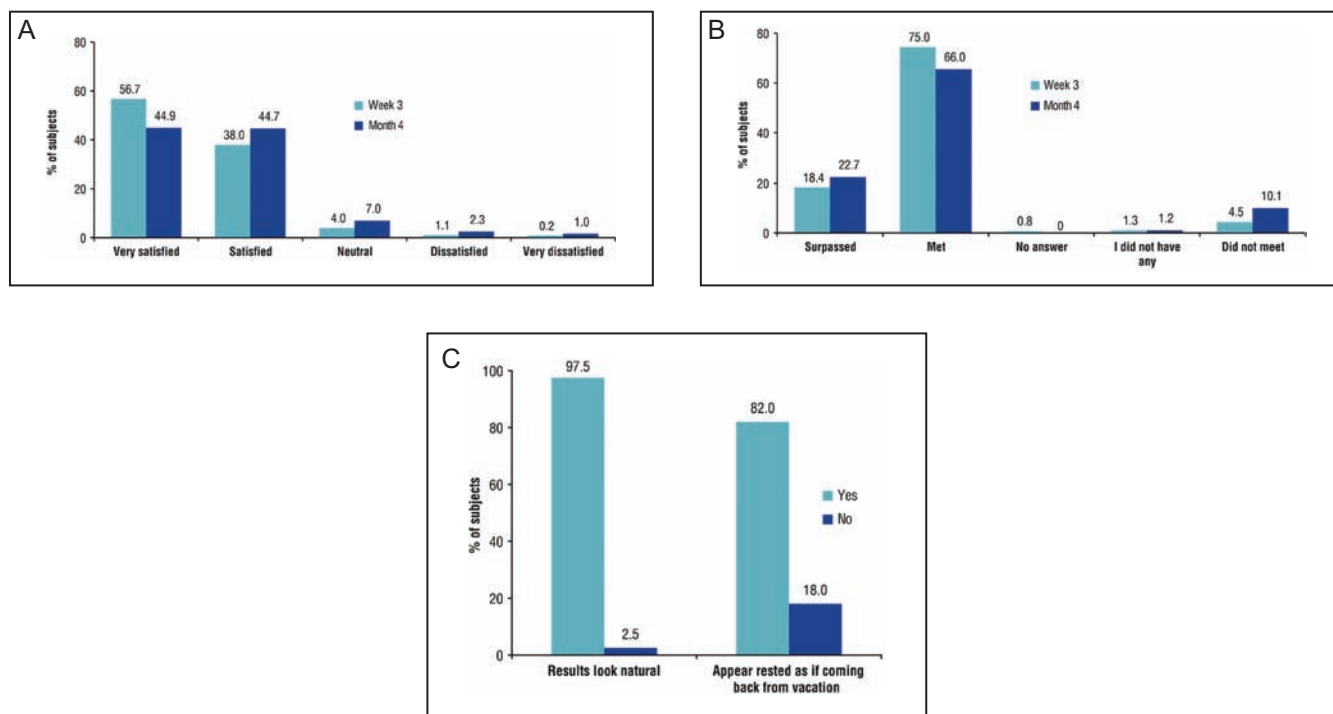 A
% of subjects
80
60
40
20
0
56.7
44.9
38.0
44.7
4.0
7.0
1.1
2.3
0.2
1.0
Week 3
Month 4
Very satisfied
Satisfied
Neutral
Dissatisfied
Very dissatisfied
B
% of subjects
80
60
40
20
0
18.4
22.7
75.0
66.0
0.8
0
1.3
1.2
4.5
10.1
Week 3
Month 4
Surpassed
Met
No answer
I did not have
any
Did not meet
C
% of subjects
100
80
60
40
20
0
97.5
2.5
82.0
18.0
Yes
No
Results look natural
Appear rested as if coming
back from vacation